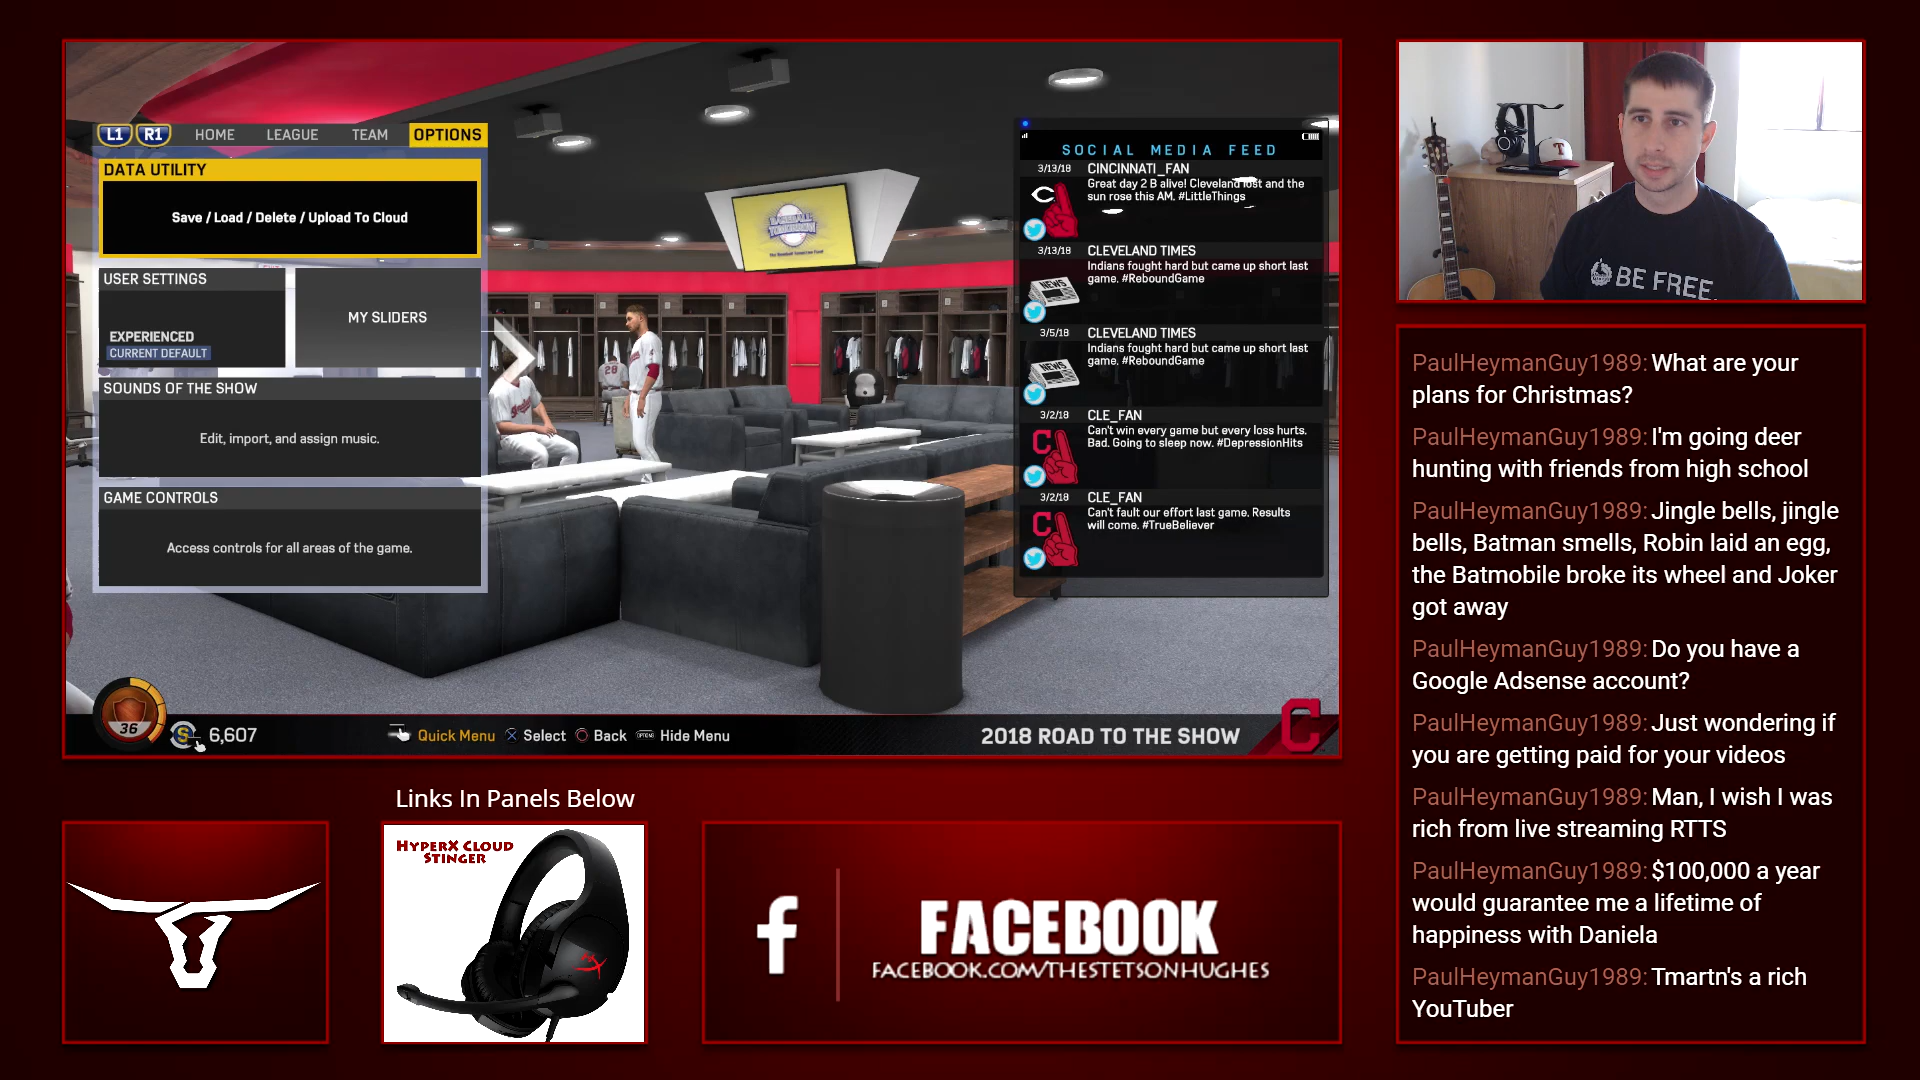 L1 R1 HOME LEAGUE TEAM OPTIONS
DATA UTILITY
Save / Load / Delete / Upload To Cloud
USER SETTINGS
EXPERIENCED
CURRENT DEFAULT
MY SLIDERS
SOUNDS OF THE SHOW
Edit, import, and assign music.
GAME CONTROLS
Access controls for all areas of the game.
28
SOCIAL MEDIA FEED
3/13/18 CINCINNATI_FAN
Great day 2 B alive! Cleveland lost and the
sun rose this AM. #LittleThings
3/13/18 CLEVELAND TIMES
Indians fought hard but came up short last
game. #ReboundGame
NEWS
3/5/18 CLEVELAND TIMES
Indians fought hard but came up short last
game. #ReboundGame
NEWS
3/2/18 CLE_FAN
Can't win every game but every loss hurts.
Bad. Going to sleep now. #DepressionHits
3/2/18 CLE_FAN
Can't fault our effort last game. Results
will come. #TrueBeliever
36
S 6,607
Quick Menu Select Back Hide Menu
2018 ROAD TO THE SHOW
C
T
BE FREE
PaulHeymanGuy1989: What are your
plans for Christmas?
PaulHeymanGuy1989: I'm going deer
hunting with friends from high school
PaulHeymanGuy1989: Jingle bells, jingle
bells, Batman smells, Robin laid an egg,
the Batmobile broke its wheel and Joker
got away
PaulHeymanGuy1989: Do you have a
Google Adsense account?
PaulHeymanGuy1989: Just wondering if
you are getting paid for your videos
PaulHeymanGuy1989: Man, I wish I was
rich from live streaming RTTS
PaulHeymanGuy1989: $100,000 a year
would guarantee me a lifetime of
happiness with Daniela
PaulHeymanGuy1989: Tmartn's a rich
YouTuber
Links In Panels Below
HYPERX CLOUD
STINGER
f
FACEBOOK
FACEBOOK.COM/THESTETSONHUGHES